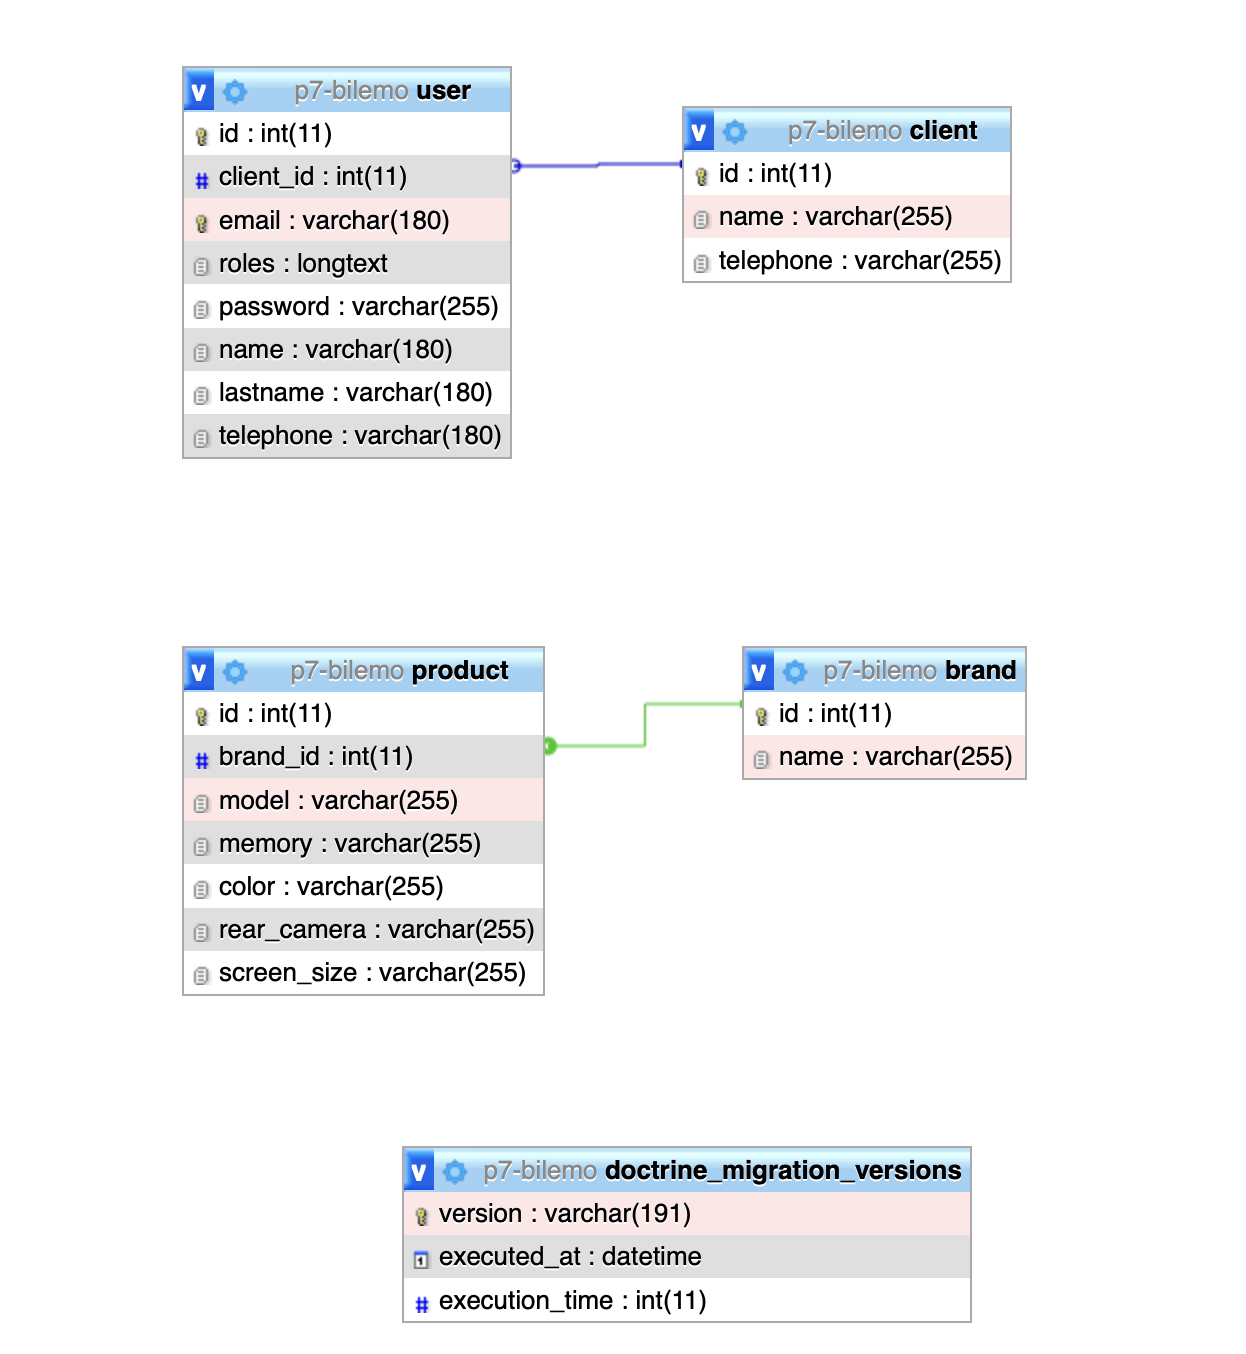 v p7-bilemo user
id : int(11)
# client_id : int(11)
email : varchar(180)
roles : longtext
password : varchar(255)
name : varchar(180)
lastname : varchar(180)
telephone : varchar(180)
v p7-bilemo client
id : int(11)
name : varchar(255)
telephone : varchar(255)
v p7-bilemo product
id : int(11)
# brand_id : int(11)
model : varchar(255)
memory : varchar(255)
color : varchar(255)
rear_camera : varchar(255)
screen_size : varchar(255)
v p7-bilemo brand
id : int(11)
name : varchar(255)
v p7-bilemo doctrine_migration_versions
version : varchar(191)
1 executed_at : datetime
# execution_time : int(11)